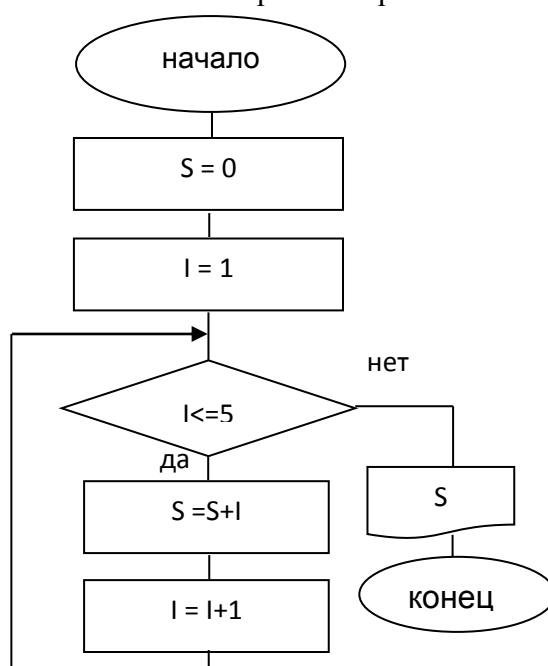 начало
S = 0
I = 1
нет
I<=5
да
S =S+I
S
I = I+1
конец